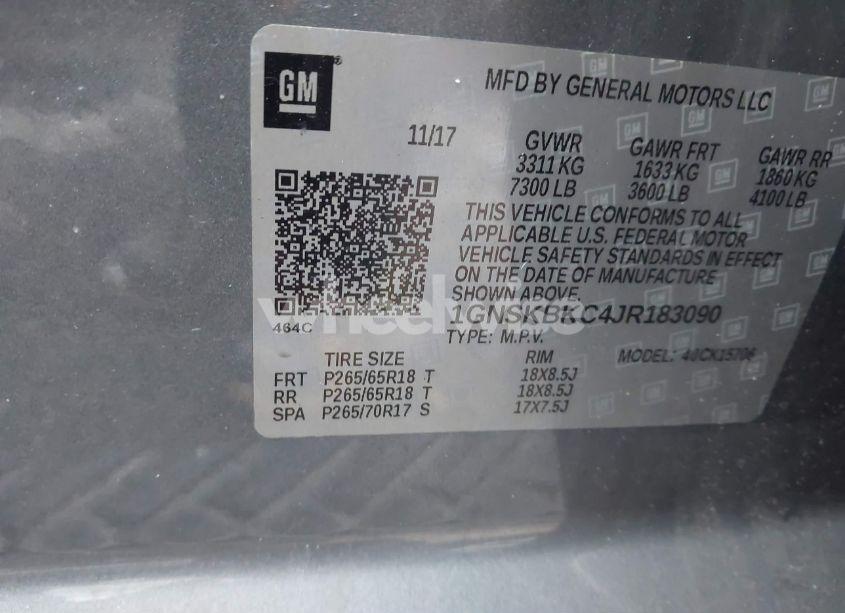 GM
MFD BY GENERAL MOTORS LLC
11/17
GVWR GAWR FRT GAWR RR
3311 KG 1633 KG 1860 KG
7300 LB 3600 LB 4100 LB
THIS VEHICLE CONFORMS TO ALL
APPLICABLE U.S. FEDERAL MOTOR
VEHICLE SAFETY STANDARDS IN EFFECT
ON THE DATE OF MANUFACTURE
SHOWN ABOVE.
464C
1GNSKBKC4JR183090
TYPE: M.P.V. MODEL: 40CK15706
TIRE SIZE RIM
FRT P265/65R18 T 18X8.5J
RR P265/65R18 T 18X8.5J
SPA P265/70R17 S 17X7.5J